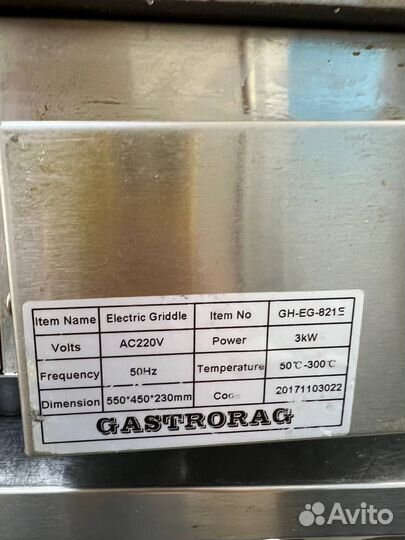 Item Name Electric Griddle Item No GH-EG-821E
Volts AC220V Power 3kW
Frequency 50Hz Temperature 50℃-300℃
Dimension 550*450*230mm Code 20171103022
GASTRORAG
Avito